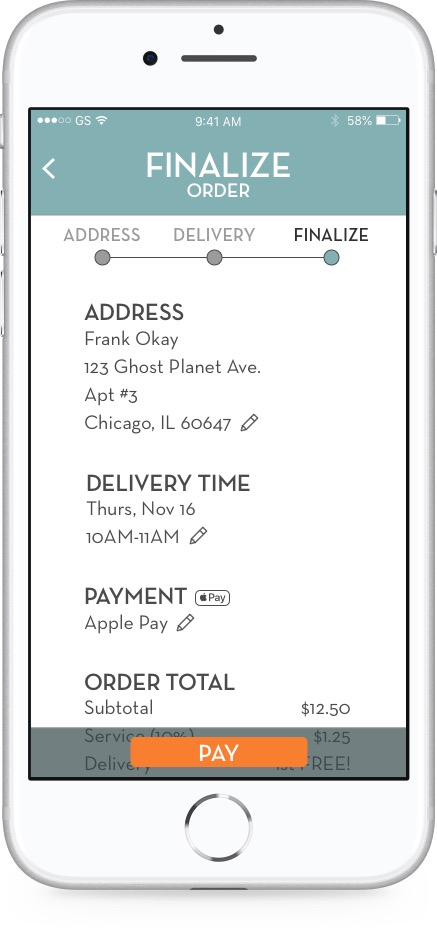 GS 9:41 AM 58%
FINALIZE
ORDER
ADDRESS DELIVERY FINALIZE
ADDRESS
Frank Okay
123 Ghost Planet Ave.
Apt #3
Chicago, IL 60647
DELIVERY TIME
Thurs, Nov 16
10AM-11AM
PAYMENT Pay
Apple Pay
ORDER TOTAL
Subtotal $12.50
Service (10%) $1.25
PAY
Delivery 1st FREE!